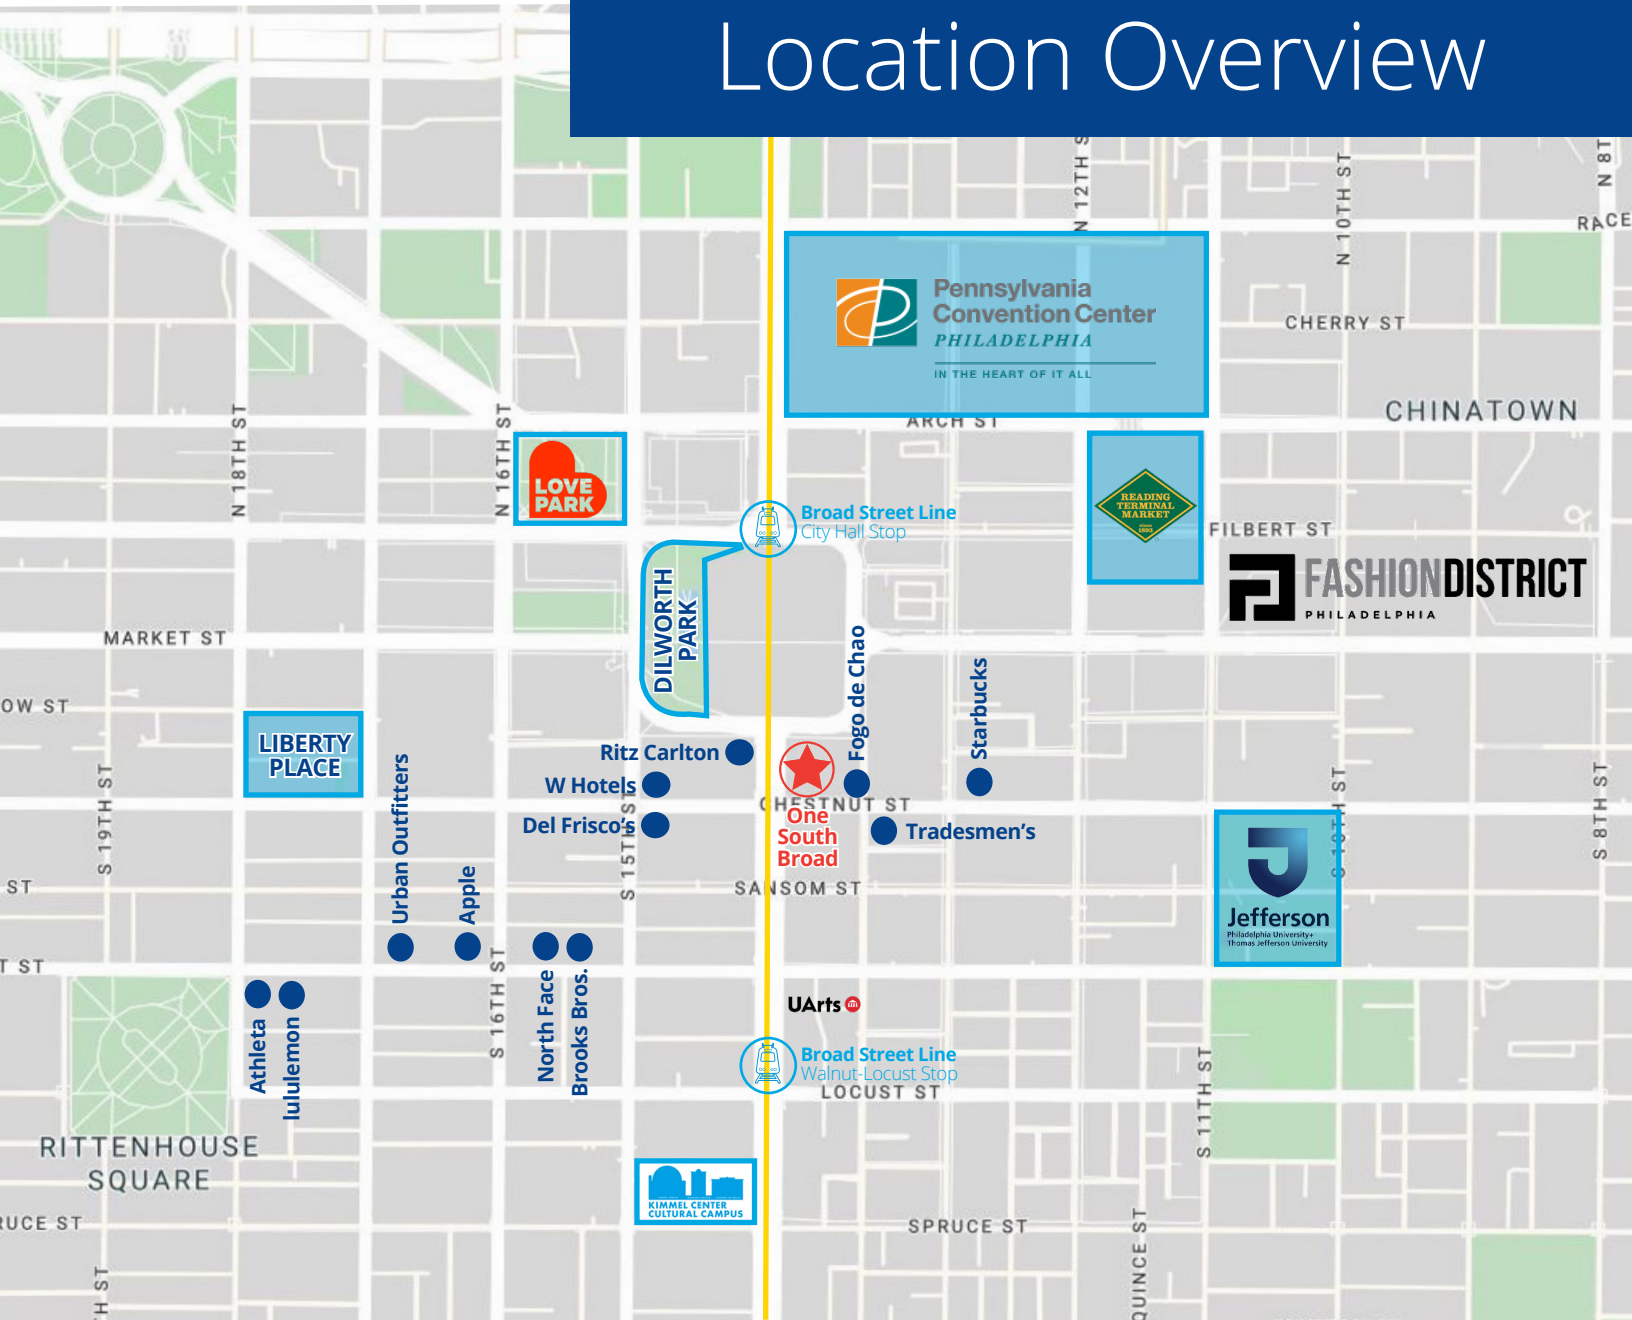 Location Overview
N 12TH S
N 10TH ST
N 8T
RACE
Pennsylvania
Convention Center
PHILADELPHIA
IN THE HEART OF IT ALL
CHERRY ST
CHINATOWN
ARCH ST
N 18TH ST
N 16TH ST
LOVE
PARK
READING
TERMINAL
MARKET
since
1893
Broad Street Line
City Hall Stop
FILBERT ST
FASHIONDISTRICT
PHILADELPHIA
DILWORTH
PARK
MARKET ST
OW ST
LIBERTY
PLACE
Fogo de Chao
Starbucks
Ritz Carlton
W Hotels
Del Frisco's
CHESTNUT ST
One
South
Broad
Tradesmen's
S 19TH ST
Urban Outfitters
Apple
S 15TH ST
S 10TH ST
S 8TH ST
Jefferson
Philadelphia University+
Thomas Jefferson University
ST
SANSOM ST
T ST
S 16TH ST
North Face
Brooks Bros.
Athleta
lululemon
UArts
Broad Street Line
Walnut-Locust Stop
LOCUST ST
S 11TH ST
RITTENHOUSE
SQUARE
KIMMEL CENTER
CULTURAL CAMPUS
RUCE ST
SPRUCE ST
QUINCE ST
TH ST